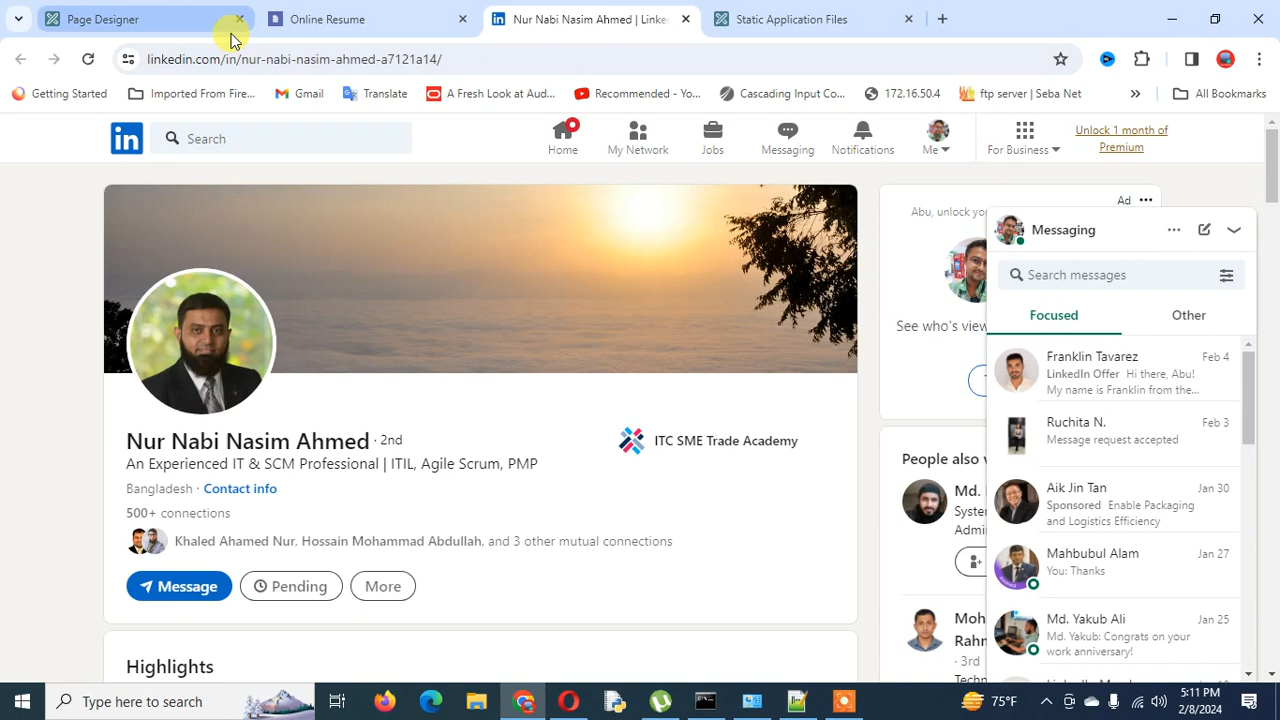 Page Designer
Online Resume
Nur Nabi Nasim Ahmed | Linke
Static Application Files
linkedin.com/in/nur-nabi-nasim-ahmed-a7121a14/
Getting Started
Imported From Fire...
Gmail
Translate
A Fresh Look at Aud...
Recommended - Yo...
Cascading Input Co...
172.16.50.4
ftp server | Seba Net
All Bookmarks
in
Search
Home
My Network
Jobs
Messaging
Notifications
Me
For Business
Unlock 1 month of
Premium
Nur Nabi Nasim Ahmed · 2nd
An Experienced IT & SCM Professional | ITIL, Agile Scrum, PMP
Bangladesh · Contact info
500+ connections
Khaled Ahamed Nur, Hossain Mohammad Abdullah, and 3 other mutual connections
Message
Pending
More
ITC SME Trade Academy
Highlights
Ad
Abu, unlock you
See who's view
People also v
Md.
Syste
Admin
Moh
Rahm
· 3rd
Techn
Messaging
Search messages
Focused
Other
Franklin Tavarez Feb 4
LinkedIn Offer Hi there, Abu!
My name is Franklin from the...
Ruchita N. Feb 3
Message request accepted
Aik Jin Tan Jan 30
Sponsored Enable Packaging
and Logistics Efficiency
Mahbubul Alam Jan 27
You: Thanks
Md. Yakub Ali Jan 25
Md. Yakub: Congrats on your
work anniversary!
Type here to search
75°F
5:11 PM
2/8/2024